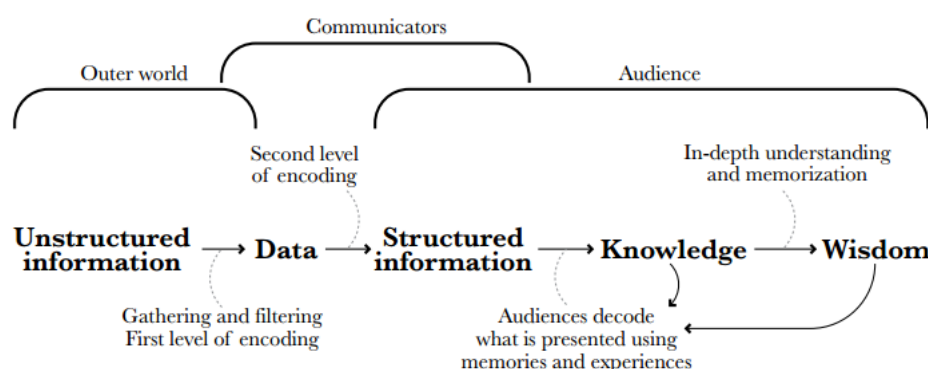 Communicators
Outer world
Audience
Second level
of encoding
In-depth understanding
and memorization
Unstructured
information
Data
Structured
information
Knowledge
Wisdom
Gathering and filtering
First level of encoding
Audiences decode
what is presented using
memories and experiences